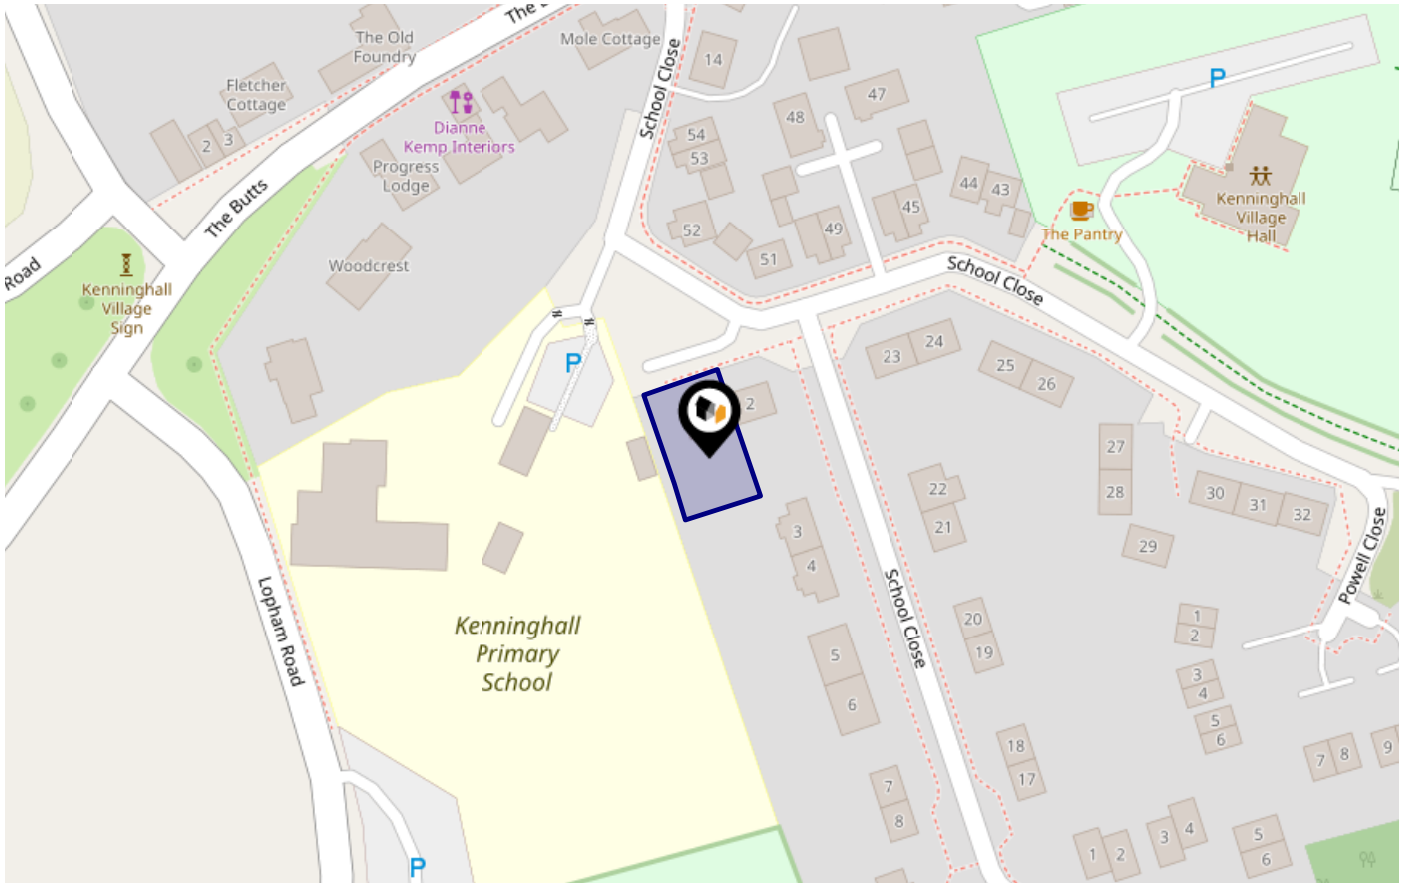 The B
The Old
Foundry
Mole Cottage
School Close
14
Fletcher
Cottage
2
3
Dianne
Kemp Interiors
Progress
Lodge
The Butts
Woodcrest
Road
Kenninghall
Village
Sign
P
54
53
52
51
49
48
47
45
44
43
P
The Pantry
Kenninghall
Village
Hall
School Close
23
24
25
26
2
27
28
29
30
31
32
22
21
3
4
School Close
Powell Close
20
19
1
2
3
4
5
6
5
6
Kenninghall
Primary
School
Lopham Road
18
17
7
8
9
7
8
1
2
3
4
5
6
P